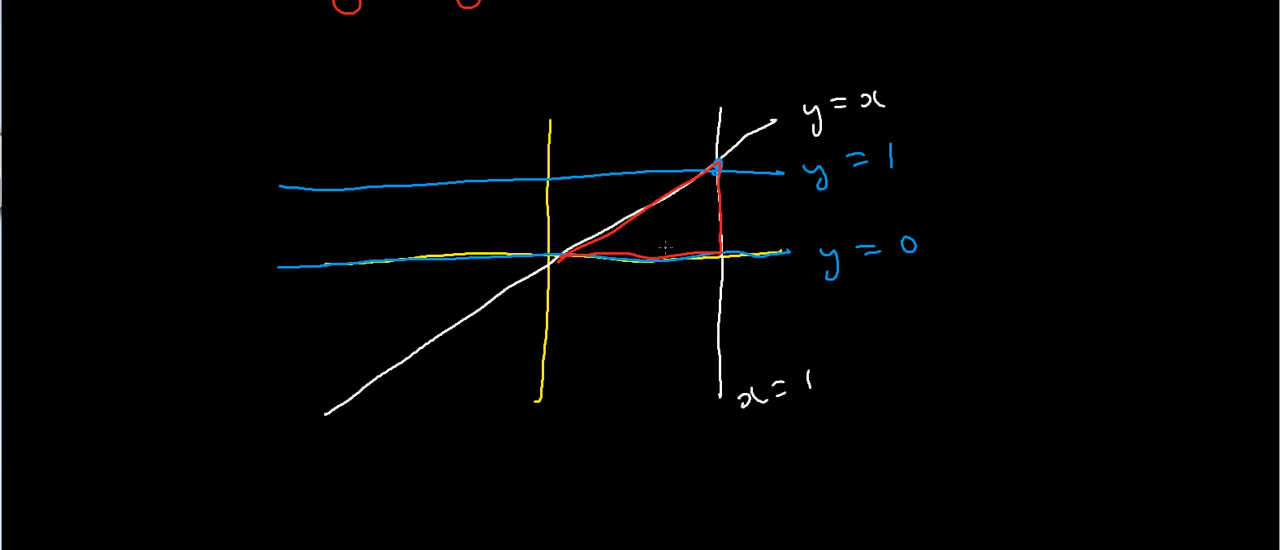 y = x
y = 1
y = 0
x = 1